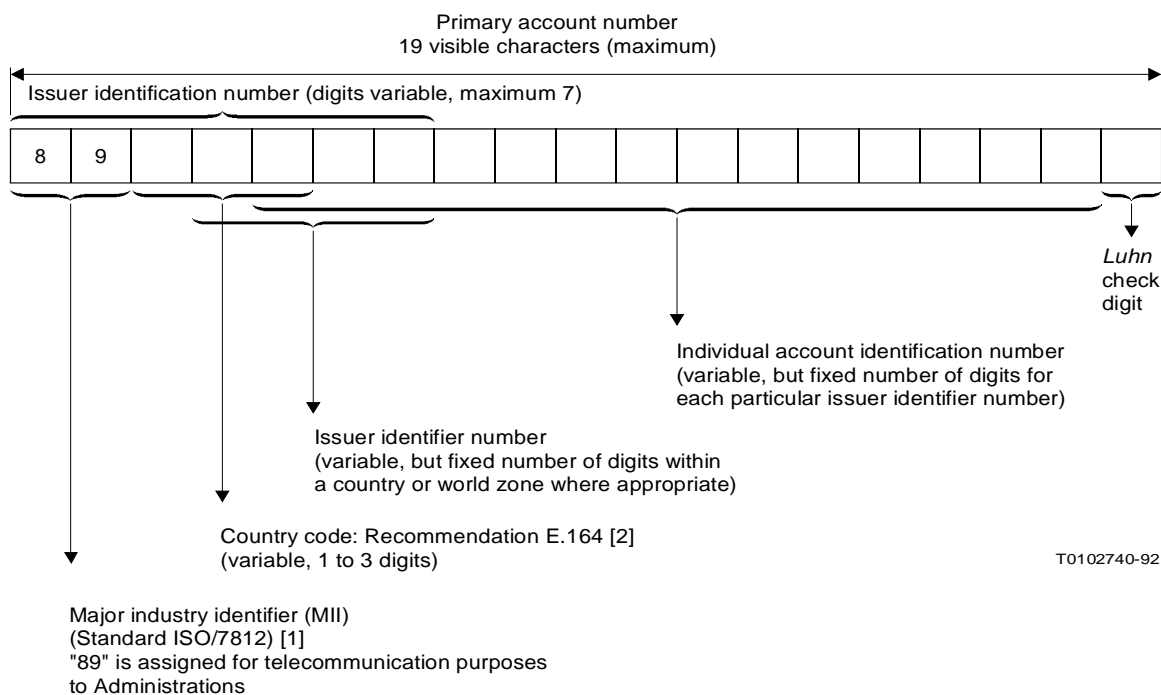 Primary account number
19 visible characters (maximum)
Issuer identification number (digits variable, maximum 7)
8 9
Luhn
check
digit
Individual account identification number
(variable, but fixed number of digits for
each particular issuer identifier number)
Issuer identifier number
(variable, but fixed number of digits within
a country or world zone where appropriate)
Country code: Recommendation E.164 [2]
(variable, 1 to 3 digits)
T0102740-92
Major industry identifier (MII)
(Standard ISO/7812) [1]
"89" is assigned for telecommunication purposes
to Administrations